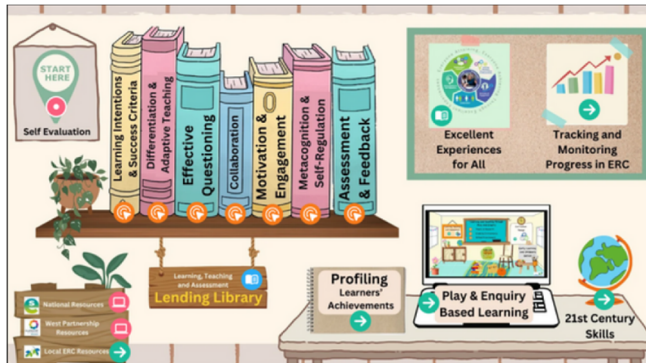 START
HERE
Self Evaluation
Learning Intentions
& Success Criteria
Differentiation &
Adaptive Teaching
Effective
Questioning
Collaboration
Motivation &
Engagement
Metacognition &
Self-Regulation
Assessment
& Feedback
Excellent
Experiences
for All
Tracking and
Monitoring
Progress in ERC
Learning, Teaching
and Assessment
Lending Library
National Resources
West Partnership
Resources
Local ERC Resources
Profiling
Learners'
Achievements
Play & Enquiry
Based Learning
21st Century
Skills